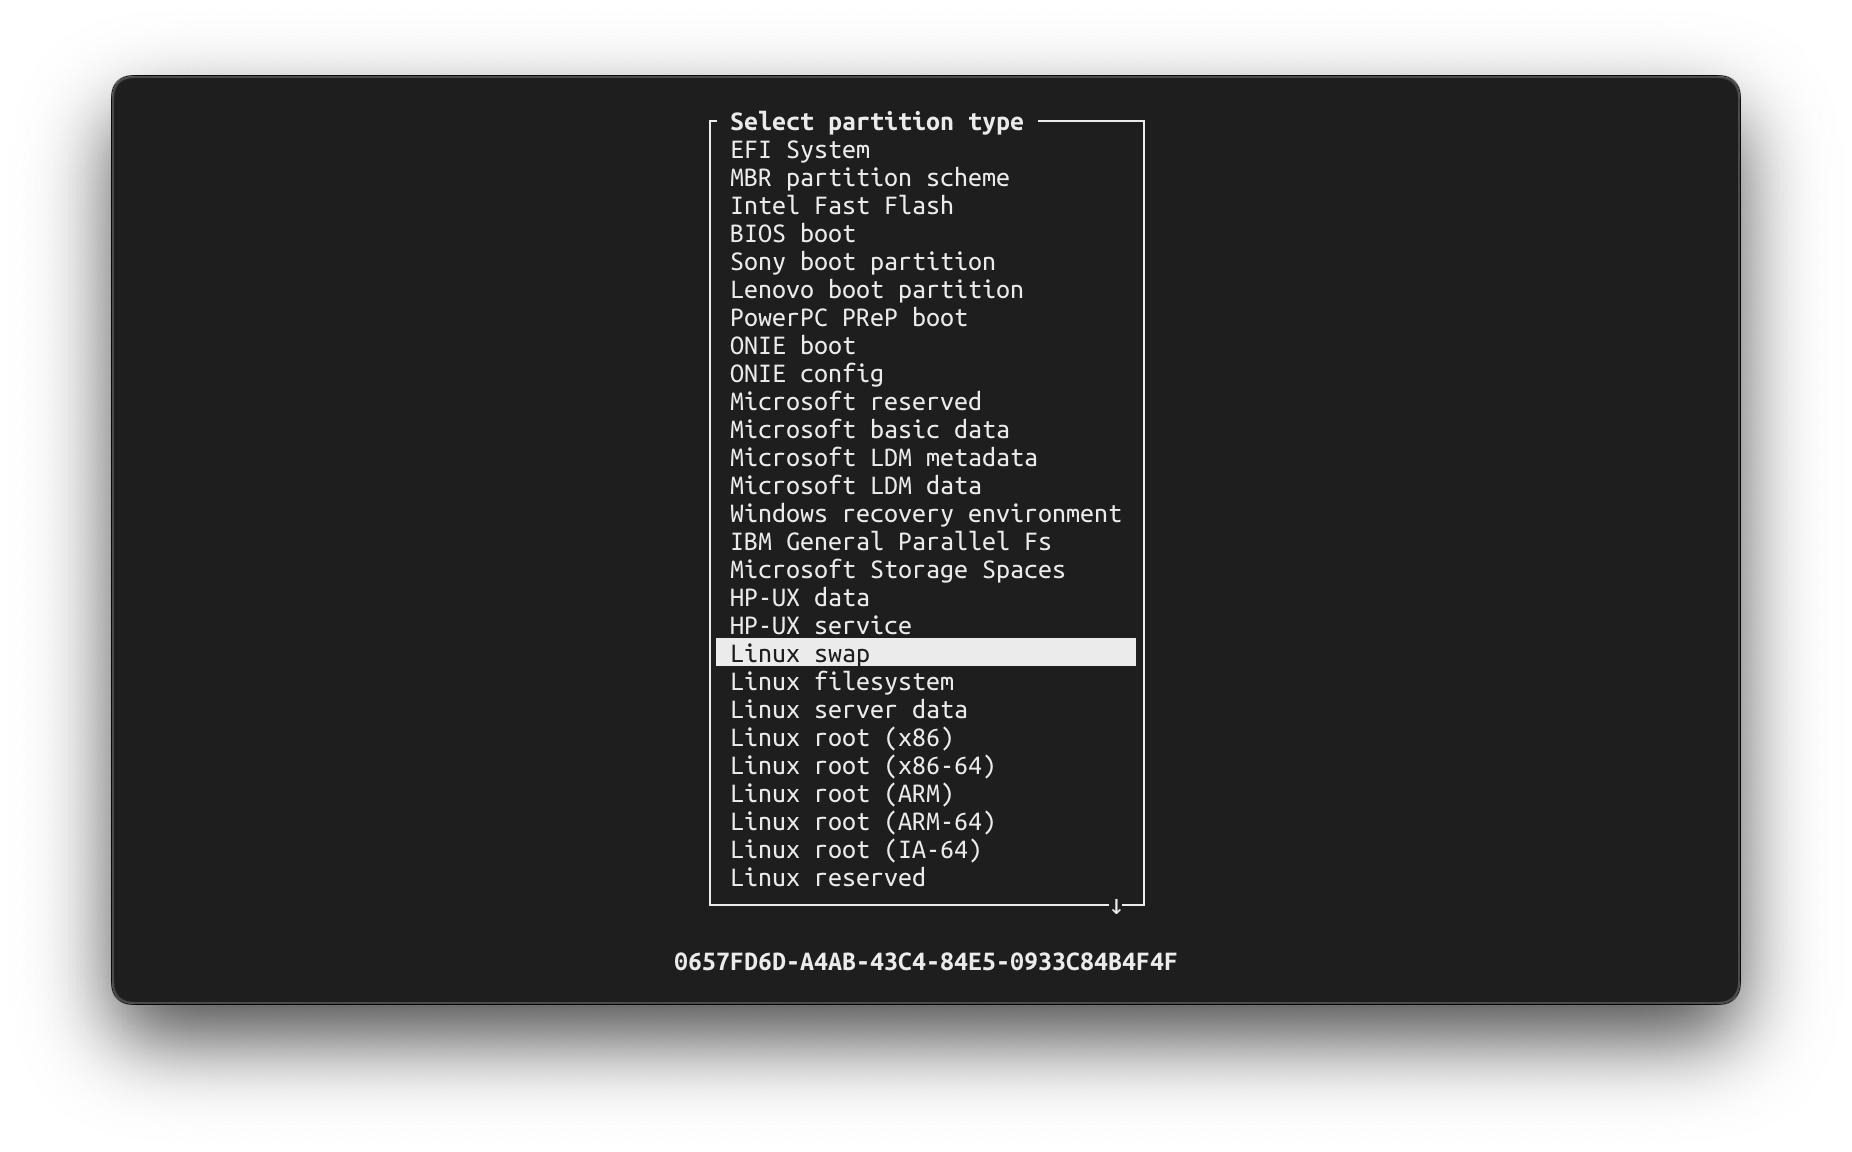 Select partition type
EFI System
MBR partition scheme
Intel Fast Flash
BIOS boot
Sony boot partition
Lenovo boot partition
PowerPC PReP boot
ONIE boot
ONIE config
Microsoft reserved
Microsoft basic data
Microsoft LDM metadata
Microsoft LDM data
Windows recovery environment
IBM General Parallel Fs
Microsoft Storage Spaces
HP-UX data
HP-UX service
Linux swap
Linux filesystem
Linux server data
Linux root (x86)
Linux root (x86-64)
Linux root (ARM)
Linux root (ARM-64)
Linux root (IA-64)
Linux reserved
↓
0657FD6D-A4AB-43C4-84E5-0933C84B4F4F